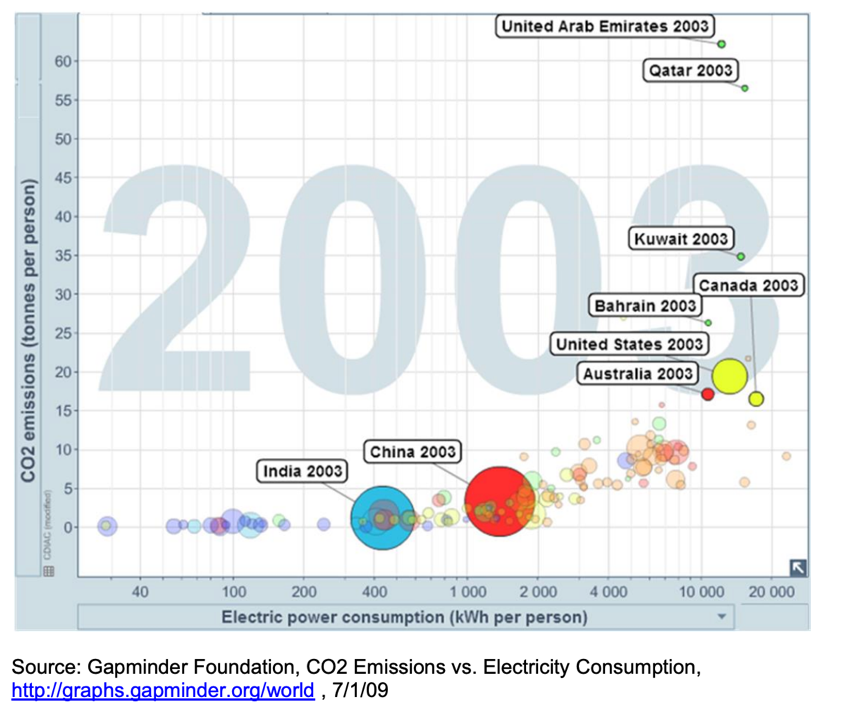 United Arab Emirates 2003
Qatar 2003
60
55
50
45
40
35
30
25
20
15
10
5
0
CO2 emissions (tonnes per person)
CDIAC (modified)
2003
Kuwait 2003
Canada 2003
Bahrain 2003
United States 2003
Australia 2003
China 2003
India 2003
40 100 200 400 1 000 2 000 4 000 10 000 20 000
Electric power consumption (kWh per person)
Source: Gapminder Foundation, CO2 Emissions vs. Electricity Consumption,
http://graphs.gapminder.org/world , 7/1/09